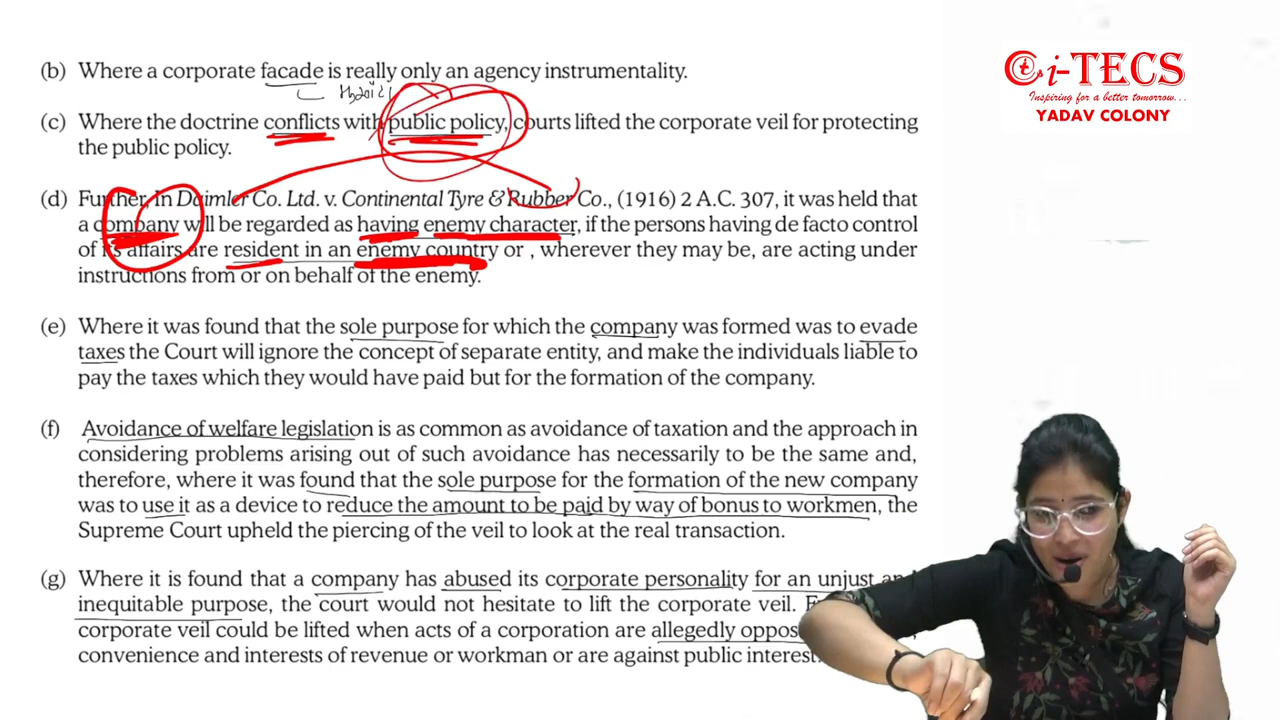 (b) Where a corporate facade is really only an agency instrumentality.
(c) Where the doctrine conflicts with public policy, courts lifted the corporate veil for protecting
the public policy.
(d) Further, in Daimler Co. Ltd. v. Continental Tyre & Rubber Co., (1916) 2 A.C. 307, it was held that
a company will be regarded as having enemy character, if the persons having de facto control
of its affairs are resident in an enemy country or , wherever they may be, are acting under
instructions from or on behalf of the enemy.
(e) Where it was found that the sole purpose for which the company was formed was to evade
taxes the Court will ignore the concept of separate entity, and make the individuals liable to
pay the taxes which they would have paid but for the formation of the company.
(f) Avoidance of welfare legislation is as common as avoidance of taxation and the approach in
considering problems arising out of such avoidance has necessarily to be the same and,
therefore, where it was found that the sole purpose for the formation of the new company
was to use it as a device to reduce the amount to be paid by way of bonus to workmen, the
Supreme Court upheld the piercing of the veil to look at the real transaction.
(g) Where it is found that a company has abused its corporate personality for an unjust and
inequitable purpose, the court would not hesitate to lift the corporate veil.
corporate veil could be lifted when acts of a corporation are allegedly oppos
convenience and interests of revenue or workman or are against public interest.
i-TECS
Inspiring for a better tomorrow...
YADAV COLONY